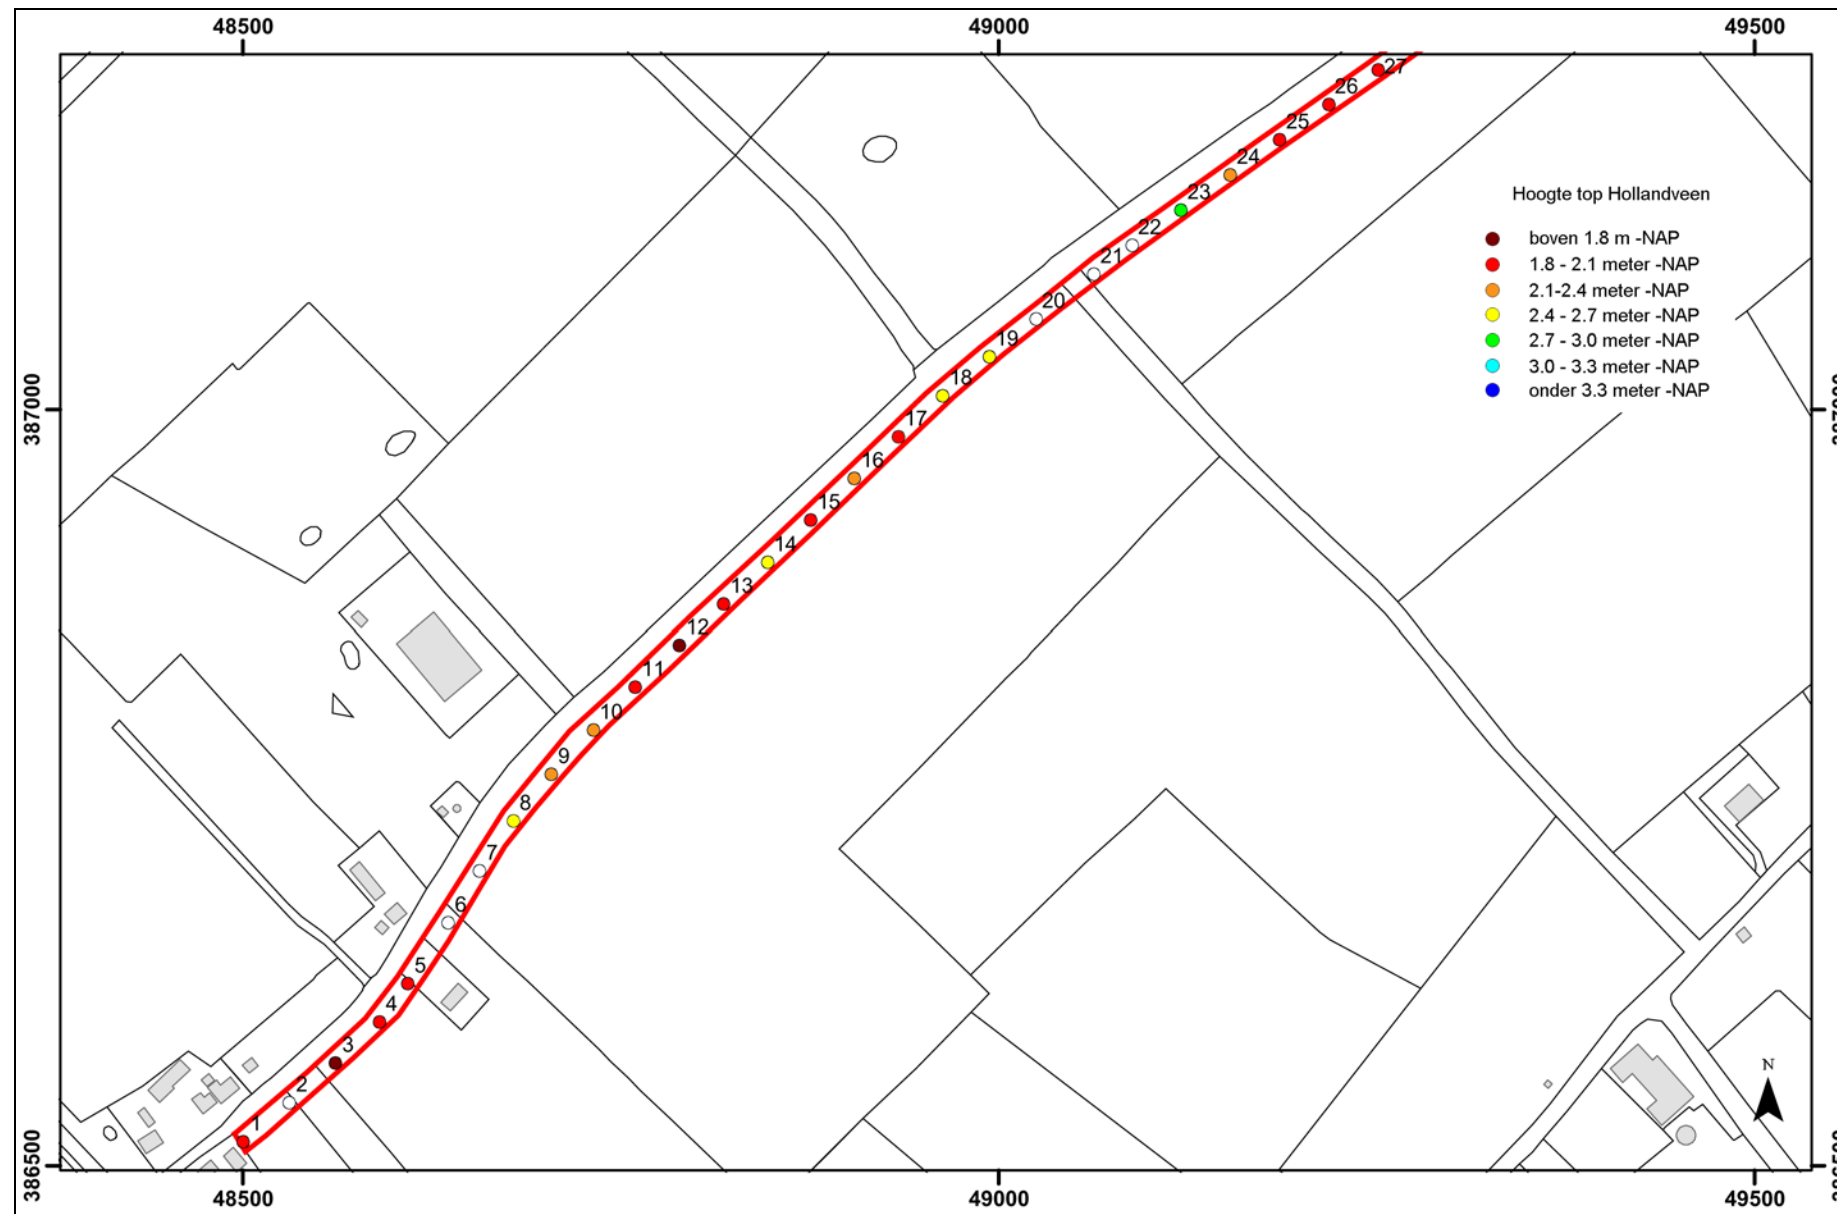 48500 49000 49500
27
26
25
24
23
22
21
20
19
18
17
16
15
14
13
12
11
10
9
8
7
6
5
4
3
2
1
Hoogte top Hollandveen
boven 1.8 m -NAP
1.8 - 2.1 meter -NAP
2.1-2.4 meter -NAP
2.4 - 2.7 meter -NAP
2.7 - 3.0 meter -NAP
3.0 - 3.3 meter -NAP
onder 3.3 meter -NAP
387000
386500
N
48500 49000 49500